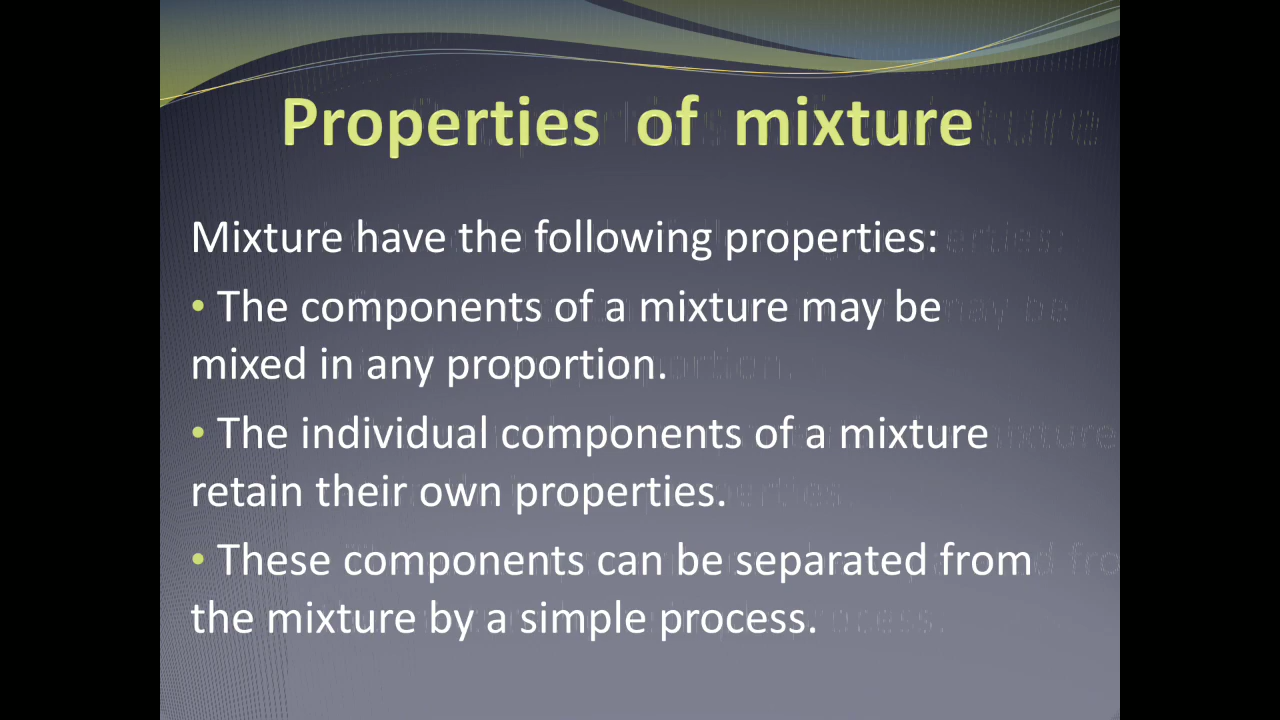 Properties of mixture
Mixture have the following properties:
• The components of a mixture may be
mixed in any proportion.
• The individual components of a mixture
retain their own properties.
• These components can be separated from
the mixture by a simple process.